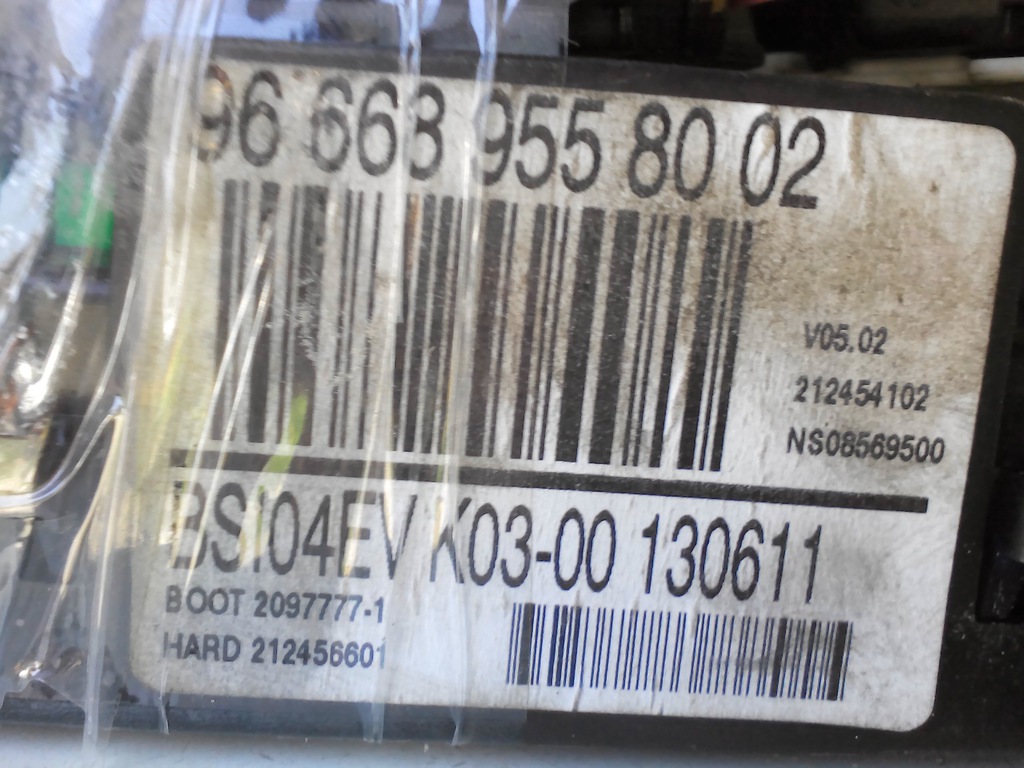 96 663 955 80 02
V05.02
212454102
NS08569500
BSI04EV K03-00 130611
BOOT 2097777-1
HARD 212456601